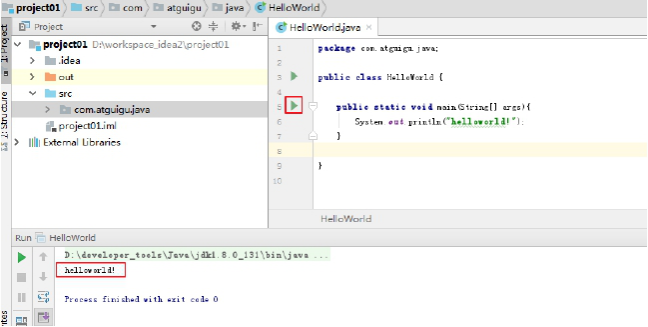 project01 src com atguigu java HelloWorld
Project
HelloWorld.java
1: Project
7: Structure
project01 D:\workspace_idea2\project01
.idea
out
src
com.atguigu.java
project01.iml
External Libraries
1 package com.atguigu.java;
2
3 public class HelloWorld {
4
5 public static void main(String[] args){
6 System.out.println("helloworld!");
7 }
8
9 }
10
HelloWorld
Run HelloWorld
D:\developer_tools\Java\jdk1.8.0_131\bin\java ...
helloworld!
Process finished with exit code 0